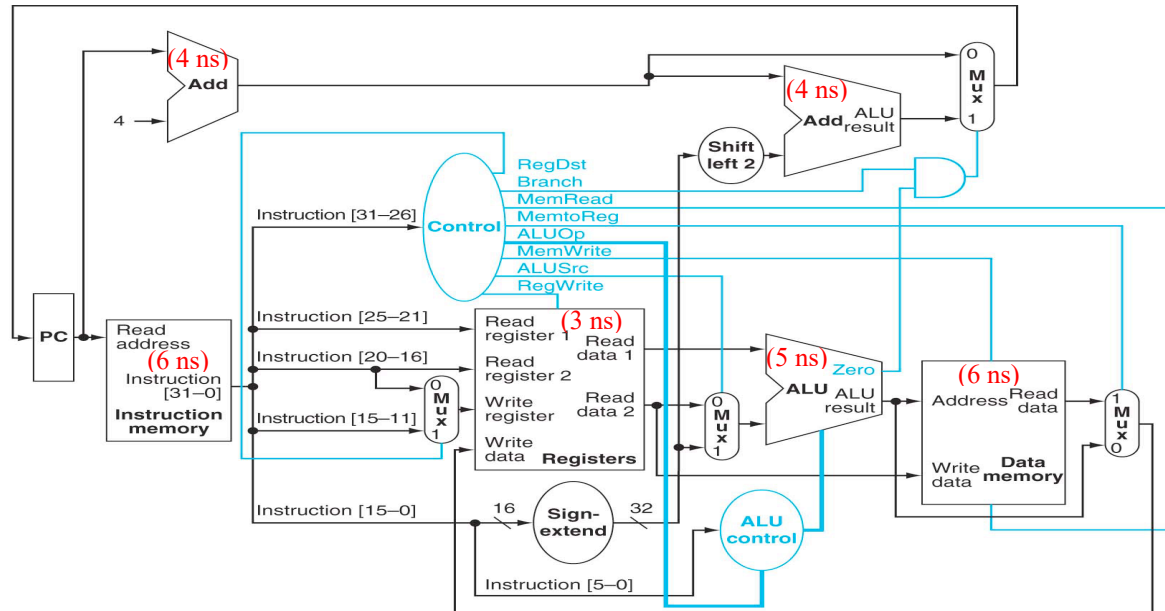 (4 ns)
Add
4
(4 ns)
Add
ALU
result
0
M
u
x
1
Shift
left 2
RegDst
Branch
MemRead
MemtoReg
ALUOp
MemWrite
ALUSrc
RegWrite
Control
Instruction [31–26]
Instruction [25–21]
Instruction [20–16]
Instruction [15–11]
Instruction [15–0]
Instruction [5–0]
PC
Read
address
(6 ns)
Instruction
[31–0]
Instruction
memory
0
M
u
x
1
(3 ns)
Read
register 1
Read
data 1
Read
register 2
Write
register
Read
data 2
Write
data
Registers
16
Sign-
extend
32
0
M
u
x
1
(5 ns)
Zero
ALU
ALU
result
ALU
control
(6 ns)
Address
Read
data
Write
data
Data
memory
1
M
u
x
0